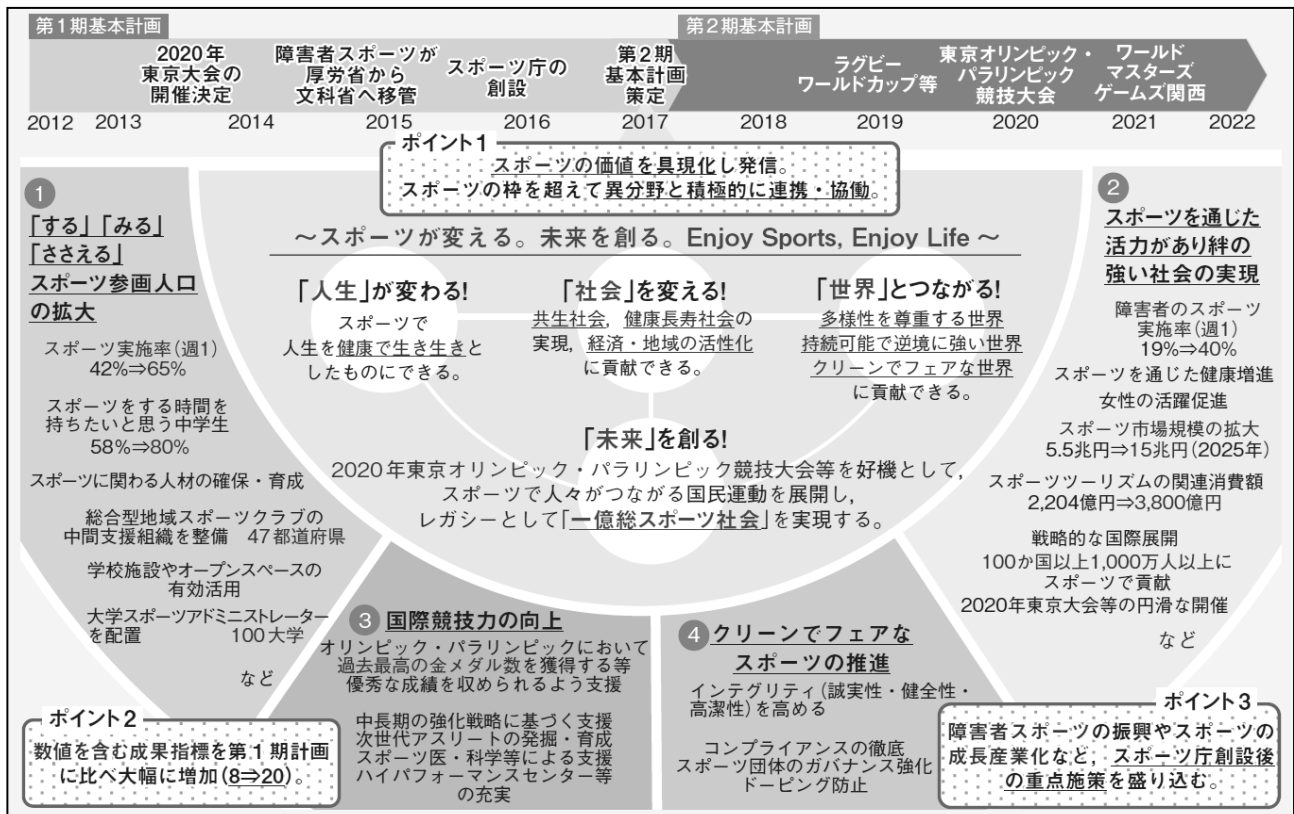 第1期基本計画
第2期基本計画
2020年
東京大会の
開催決定
障害者スポーツが
厚労省から
文科省へ移管
スポーツ庁の
創設
第2期
基本計画
策定
ラグビー
ワールドカップ等
東京オリンピック・
パラリンピック
競技大会
ワールド
マスターズ
ゲームズ関西
2012 2013 2014 2015 2016 2017 2018 2019 2020 2021 2022
ポイント1
スポーツの価値を具現化し発信。
スポーツの枠を超えて異分野と積極的に連携・協働。
1
「する」「みる」
「ささえる」
スポーツ参画人口
の拡大
スポーツ実施率(週1)
42%⇒65%
スポーツをする時間を
持ちたいと思う中学生
58%⇒80%
スポーツに関わる人材の確保・育成
総合型地域スポーツクラブの
中間支援組織を整備 47都道府県
学校施設やオープンスペースの
有効活用
大学スポーツアドミニストレーター
を配置 100大学
など
~スポーツが変える。未来を創る。Enjoy Sports, Enjoy Life ~
「人生」が変わる!
スポーツで
人生を健康で生き生きと
したものにできる。
「社会」を変える!
共生社会,健康長寿社会の
実現,経済・地域の活性化
に貢献できる。
「世界」とつながる!
多様性を尊重する世界
持続可能で逆境に強い世界
クリーンでフェアな世界
に貢献できる。
「未来」を創る!
2020年東京オリンピック・パラリンピック競技大会等を好機として,
スポーツで人々がつながる国民運動を展開し,
レガシーとして「一億総スポーツ社会」を実現する。
2
スポーツを通じた
活力があり絆の
強い社会の実現
障害者のスポーツ
実施率(週1)
19%⇒40%
スポーツを通じた健康増進
女性の活躍促進
スポーツ市場規模の拡大
5.5兆円⇒15兆円(2025年)
スポーツツーリズムの関連消費額
2,204億円⇒3,800億円
戦略的な国際展開
100か国以上1,000万人以上に
スポーツで貢献
2020年東京大会等の円滑な開催
など
3 国際競技力の向上
オリンピック・パラリンピックにおいて
過去最高の金メダル数を獲得する等
優秀な成績を収められるよう支援
中長期の強化戦略に基づく支援
次世代アスリートの発掘・育成
スポーツ医・科学等による支援
ハイパフォーマンスセンター等
の充実
4 クリーンでフェアな
スポーツの推進
インテグリティ(誠実性・健全性・
高潔性)を高める
コンプライアンスの徹底
スポーツ団体のガバナンス強化
ドーピング防止
ポイント2
数値を含む成果指標を第1期計画
に比べ大幅に増加(8⇒20)。
ポイント3
障害者スポーツの振興やスポーツの
成長産業化など,スポーツ庁創設後
の重点施策を盛り込む。